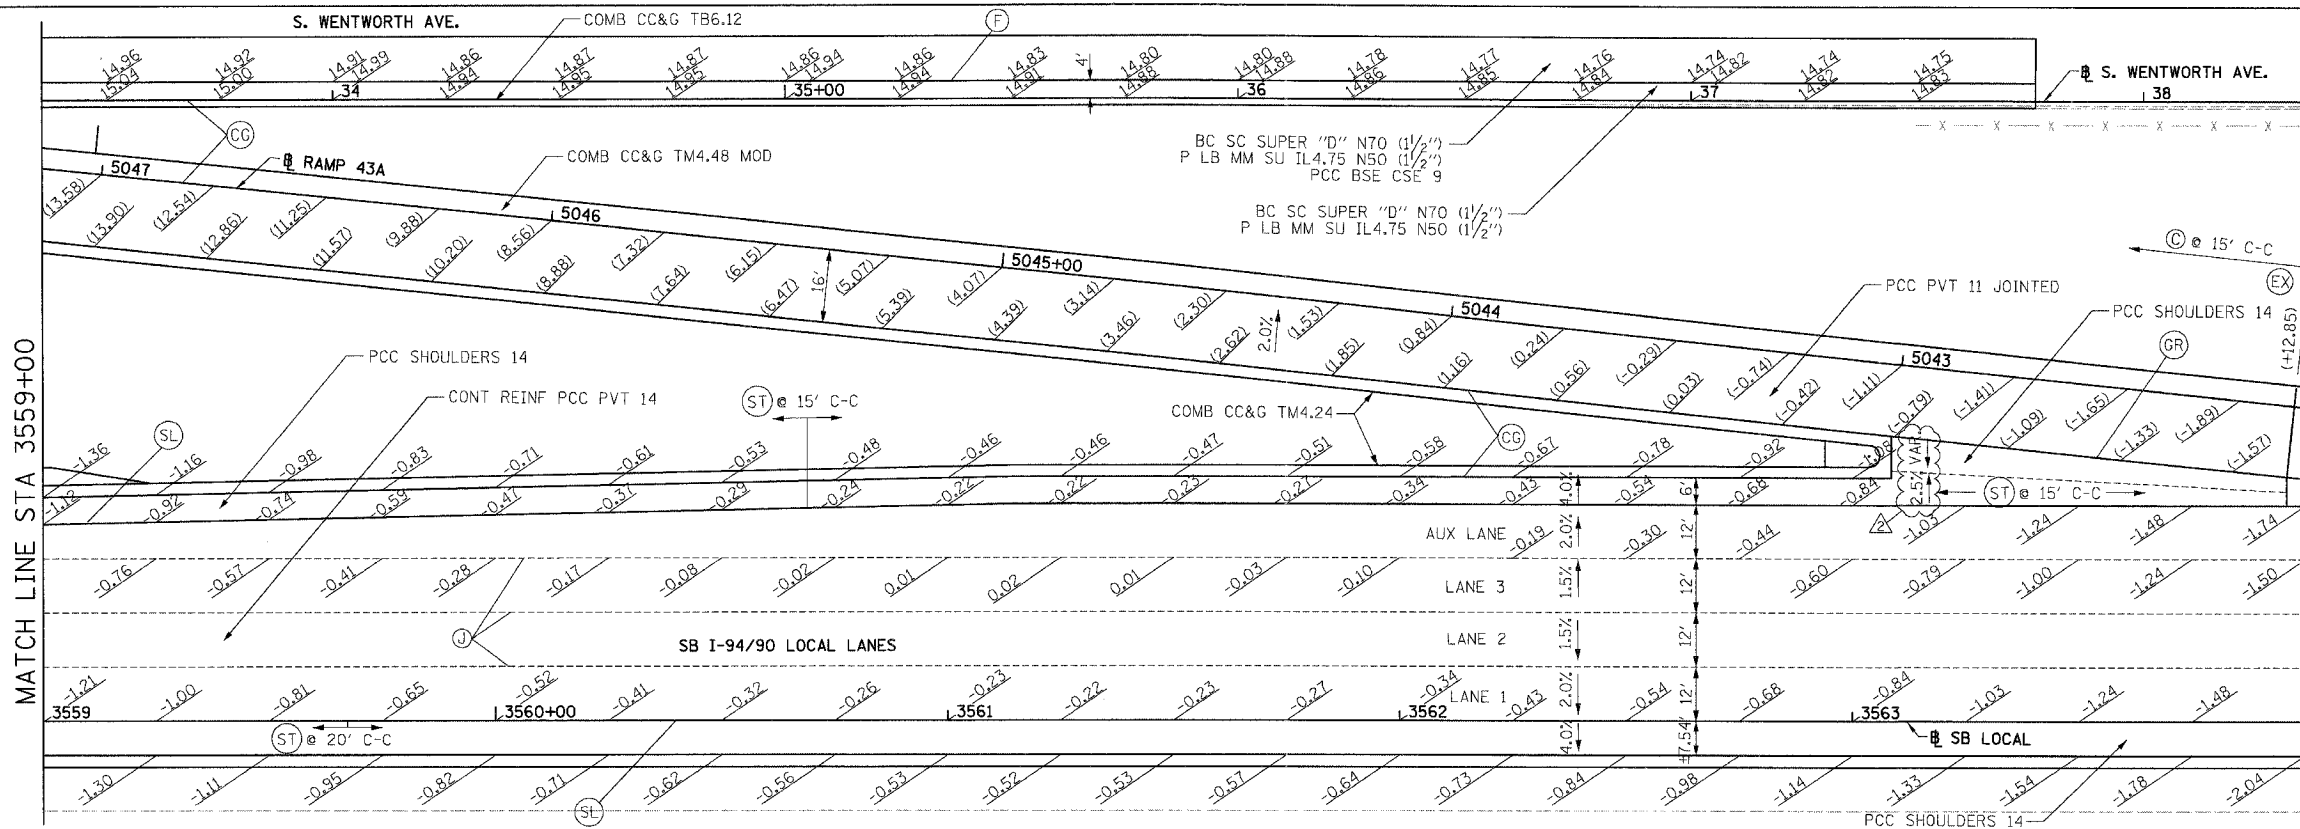 S. WENTWORTH AVE.
COMB CC&G TB6.12
F
14.96 14.92 14.91 14.86 14.87 14.87 14.86 14.86 14.83 14.80 14.80 14.78 14.77 14.76 14.74 14.74 14.75
15.04 15.00 14.99 14.94 14.95 14.95 14.94 14.94 14.91 14.88 14.88 14.86 14.85 14.84 14.82 14.82 14.83
4'
34 35+00 36 37 38
℄ S. WENTWORTH AVE.
X X X X X X X
CG
℄ RAMP 43A
COMB CC&G TM4.48 MOD
BC SC SUPER "D" N70 (1 1/2")
P LB MM SU IL4.75 N50 (1 1/2")
PCC BSE CSE 9
BC SC SUPER "D" N70 (1 1/2")
P LB MM SU IL4.75 N50 (1 1/2")
5047 5046 5045+00 5044 5043
(13.58) (12.54) (11.25) (9.88) (8.56) (7.32) (6.15) (5.07) (4.07) (3.14) (2.30) (1.53) (0.84) (0.24) (-0.29) (-0.74) (-1.11) (-1.41) (-1.65) (-1.89)
(13.90) (12.86) (11.57) (10.20) (8.88) (7.64) (6.47) (5.39) (4.39) (3.46) (2.62) (1.85) (1.16) (0.56) (0.03) (-0.42) (-0.79) (-1.09) (-1.33) (-1.57)
16'
2.0%
C @ 15' C-C
EX
(+12.85)
PCC PVT 11 JOINTED
PCC SHOULDERS 14
GR
MATCH LINE STA 3559+00
PCC SHOULDERS 14
CONT REINF PCC PVT 14
ST @ 15' C-C
COMB CC&G TM4.24
SL
CG
-1.36 -1.16 -0.98 -0.83 -0.71 -0.61 -0.53 -0.48 -0.46 -0.46 -0.47 -0.51 -0.58 -0.67 -0.78 -0.92 -1.08
-1.12 -0.92 -0.74 -0.59 -0.47 -0.37 -0.29 -0.24 -0.22 -0.22 -0.23 -0.27 -0.34 -0.43 -0.54 -0.68 -0.84
4.0% 6'
2.5% VAR.
ST @ 15' C-C
2
AUX LANE -0.19 2.0% -0.30 12' -0.44 -1.03 -1.24 -1.48 -1.74
-0.76 -0.57 -0.41 -0.28 -0.17 -0.08 -0.02 0.01 0.02 0.01 -0.03 -0.10 -0.60 -0.79 -1.00 -1.24 -1.50
LANE 3 1.5% 12'
J
SB I-94/90 LOCAL LANES
LANE 2 1.5% 12'
-1.21 -1.00 -0.81 -0.65 -0.52 -0.41 -0.32 -0.26 -0.23 -0.22 -0.23 -0.27 -0.34 -0.43 -0.54 -0.68 -0.84 -1.03 -1.24 -1.48
LANE 1 2.0% 12'
3559 3560+00 3561 3562 3563
ST @ 20' C-C
4.0% ±7.54'
℄ SB LOCAL
-1.30 -1.11 -0.95 -0.82 -0.71 -0.62 -0.56 -0.53 -0.52 -0.53 -0.57 -0.64 -0.73 -0.84 -0.98 -1.14 -1.33 -1.54 -1.78 -2.04
SL
PCC SHOULDERS 14